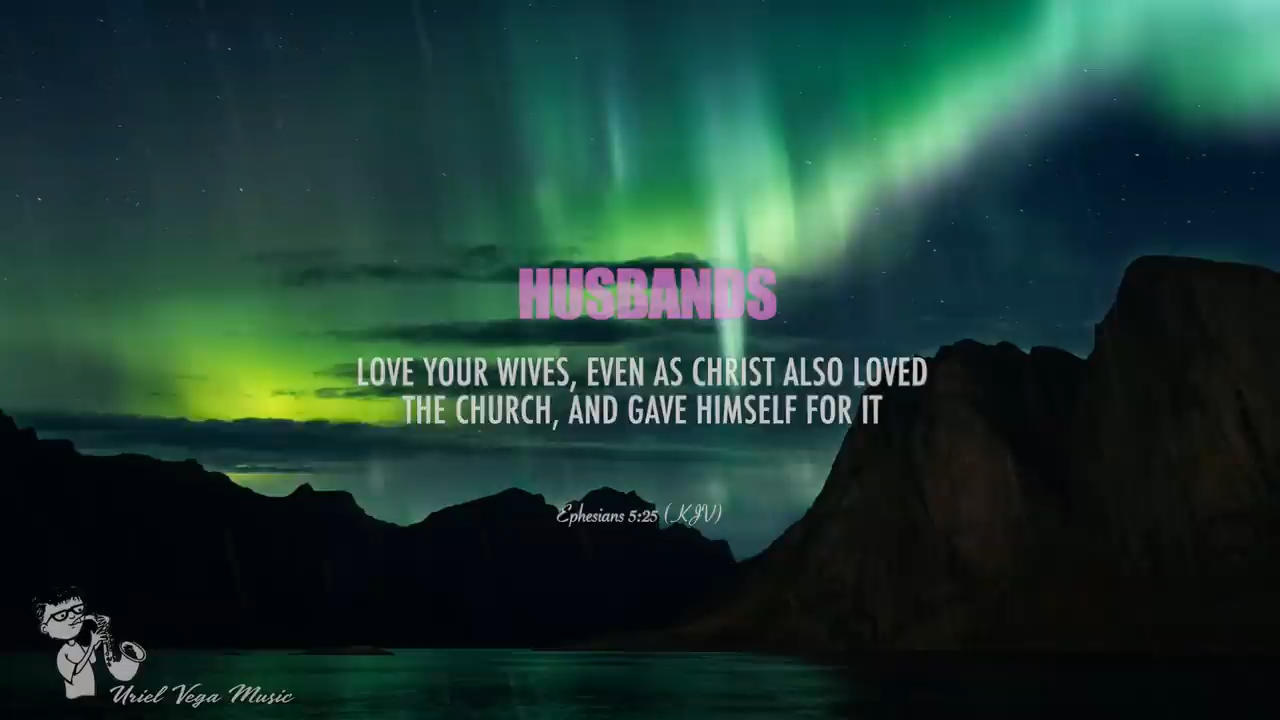 HUSBANDS
LOVE YOUR WIVES, EVEN AS CHRIST ALSO LOVED
THE CHURCH, AND GAVE HIMSELF FOR IT
Ephesians 5:25 (KJV)
Uriel Vega Music